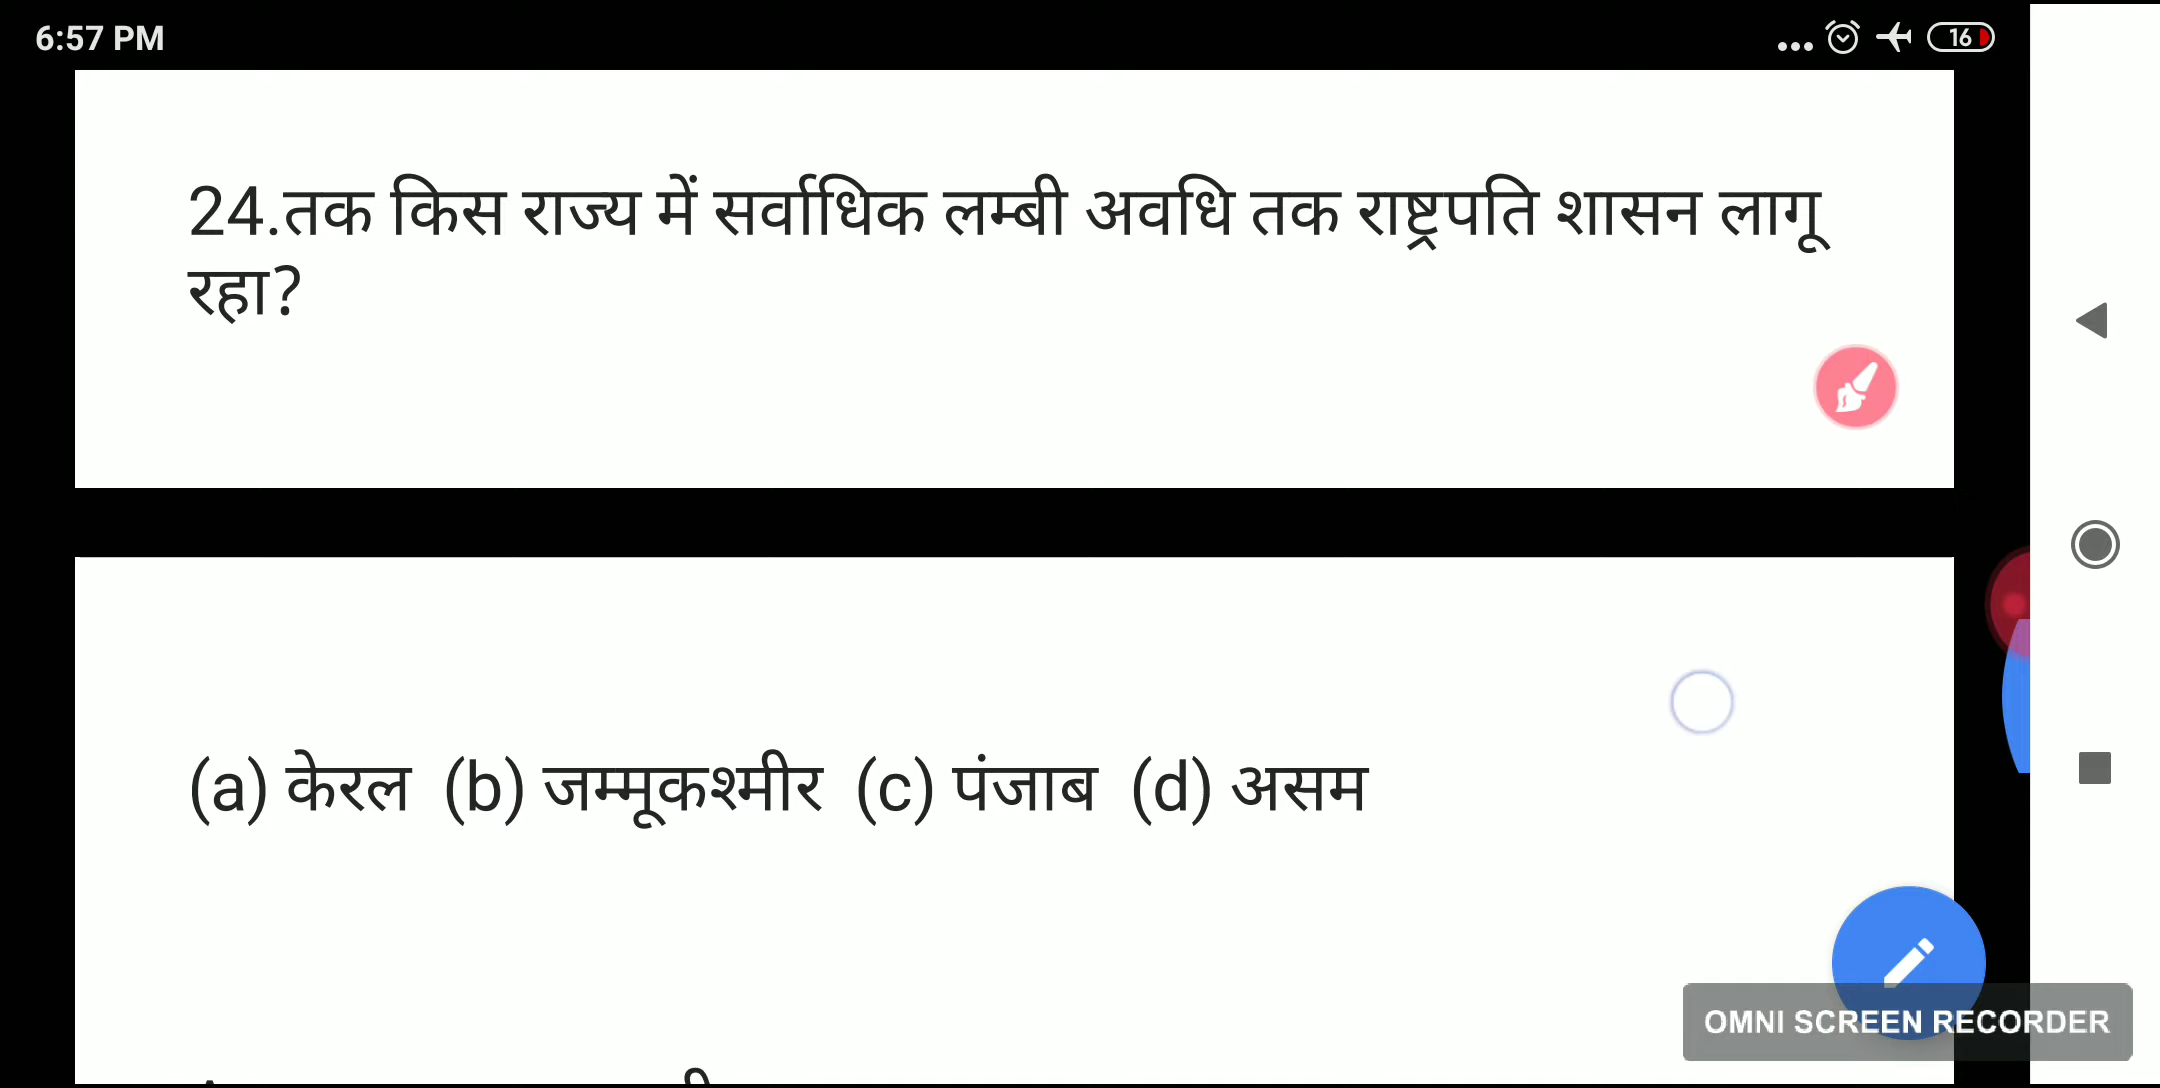 6:57 PM
16
24.तक किस राज्य में सर्वाधिक लम्बी अवधि तक राष्ट्रपति शासन लागू
रहा?
(a) केरल (b) जम्मूकश्मीर (c) पंजाब (d) असम
OMNI SCREEN RECORDER